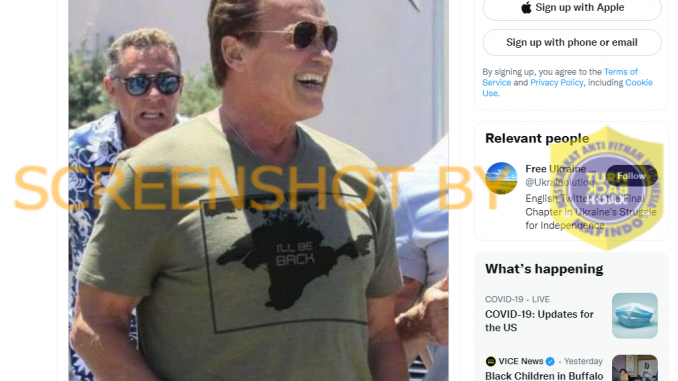 Sign up with Apple
Sign up with phone or email
By signing up, you agree to the Terms of
Service and Privacy Policy, including Cookie
Use.
Relevant people
Free Ukraine ...
@Ukrainolution
Follow
English Twitter
Final
Chapter in Ukraine's Struggle
for Independence
SCREENSHOT BY
TURN
BACK
HOAX
MASYARAKAT ANTI FITNAH INDONESIA
MAFINDO
I'LL BE
BACK
What's happening
COVID-19 · LIVE
COVID-19: Updates for
the US
VICE News · Yesterday
Black Children in Buffalo